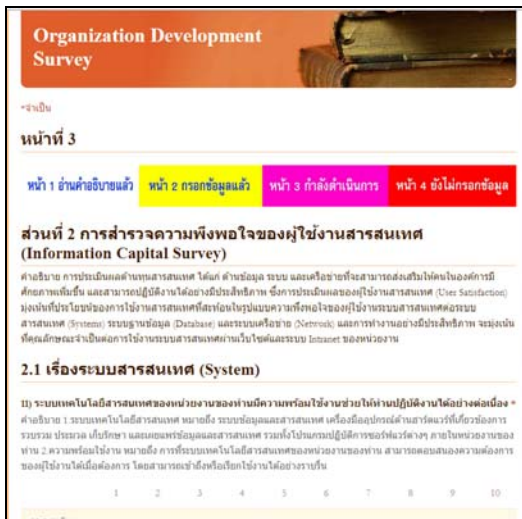 Organization Development
Survey
*จำเป็น
หน้าที่ 3
หน้า 1 อ่านคำอธิบายแล้ว หน้า 2 กรอกข้อมูลแล้ว หน้า 3 กำลังดำเนินการ หน้า 4 ยังไม่กรอกข้อมูล
ส่วนที่ 2 การสำรวจความพึงพอใจของผู้ใช้งานสารสนเทศ
(Information Capital Survey)
คำอธิบาย การประเมินผลด้านทุนสารสนเทศ ได้แก่ ด้านข้อมูล ระบบ และเครือข่ายที่จะสามารถส่งเสริมให้คนในองค์การมี
ศักยภาพเพิ่มขึ้น และสามารถปฏิบัติงานได้อย่างมีประสิทธิภาพ ซึ่งการประเมินผลของผู้ใช้งานสารสนเทศ (User Satisfaction)
มุ่งเน้นที่ประโยชน์ของการใช้งานสารสนเทศที่สะท้อนในรูปแบบความพึงพอใจของผู้ใช้งานระบบสารสนเทศต่อระบบ
สารสนเทศ (Systems) ระบบฐานข้อมูล (Database) และระบบเครือข่าย (Network) และการทำงานอย่างมีประสิทธิภาพ จะมุ่งเน้น
ที่คุณลักษณะจำเป็นต่อการใช้งานระบบสารสนเทศผ่านเว็บไซต์และระบบ Intranet ของหน่วยงาน
2.1 เรื่องระบบสารสนเทศ (System)
I1) ระบบเทคโนโลยีสารสนเทศของหน่วยงานของท่านมีความพร้อมใช้งานช่วยให้ท่านปฏิบัติงานได้อย่างต่อเนื่อง *
คำอธิบาย 1.ระบบเทคโนโลยีสารสนเทศ หมายถึง ระบบข้อมูลและสารสนเทศ เครื่องมืออุปกรณ์ด้านฮาร์ดแวร์ที่เกี่ยวข้องการ
รวบรวม ประมวล เก็บรักษา และเผยแพร่ข้อมูลและสารสนเทศ รวมทั้งโปรแกรมปฏิบัติการซอร์ฟแวร์ต่างๆ ภายในหน่วยงานของ
ท่าน 2.ความพร้อมใช้งาน หมายถึง การที่ระบบเทคโนโลยีสารสนเทศของหน่วยงานของท่าน สามารถตอบสนองความต้องการ
ของผู้ใช้งานได้เมื่อต้องการ โดยสามารถเข้าถึงหรือเรียกใช้งานได้อย่างราบรื่น
1 2 3 4 5 6 7 8 9 10